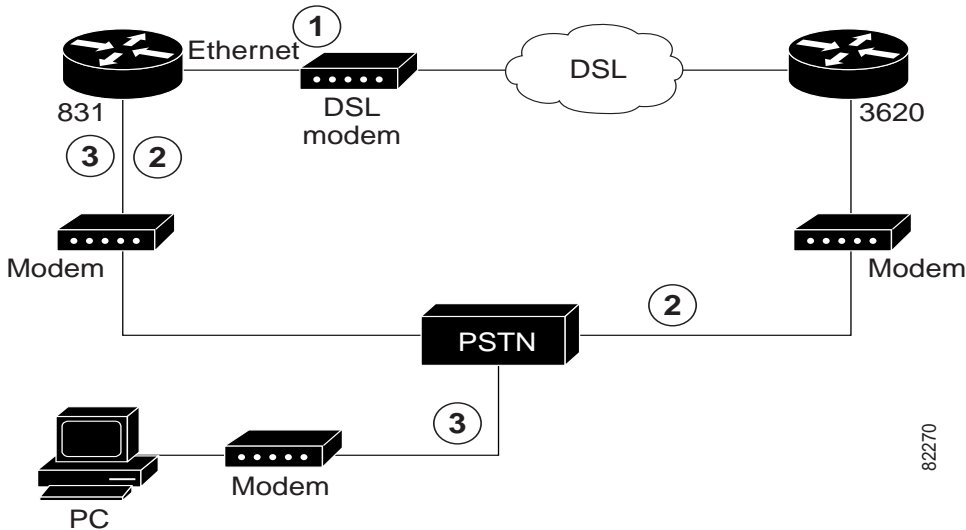 1
Ethernet
DSL
831
DSL
modem
3620
3
2
Modem
Modem
2
PSTN
3
Modem
PC
82270